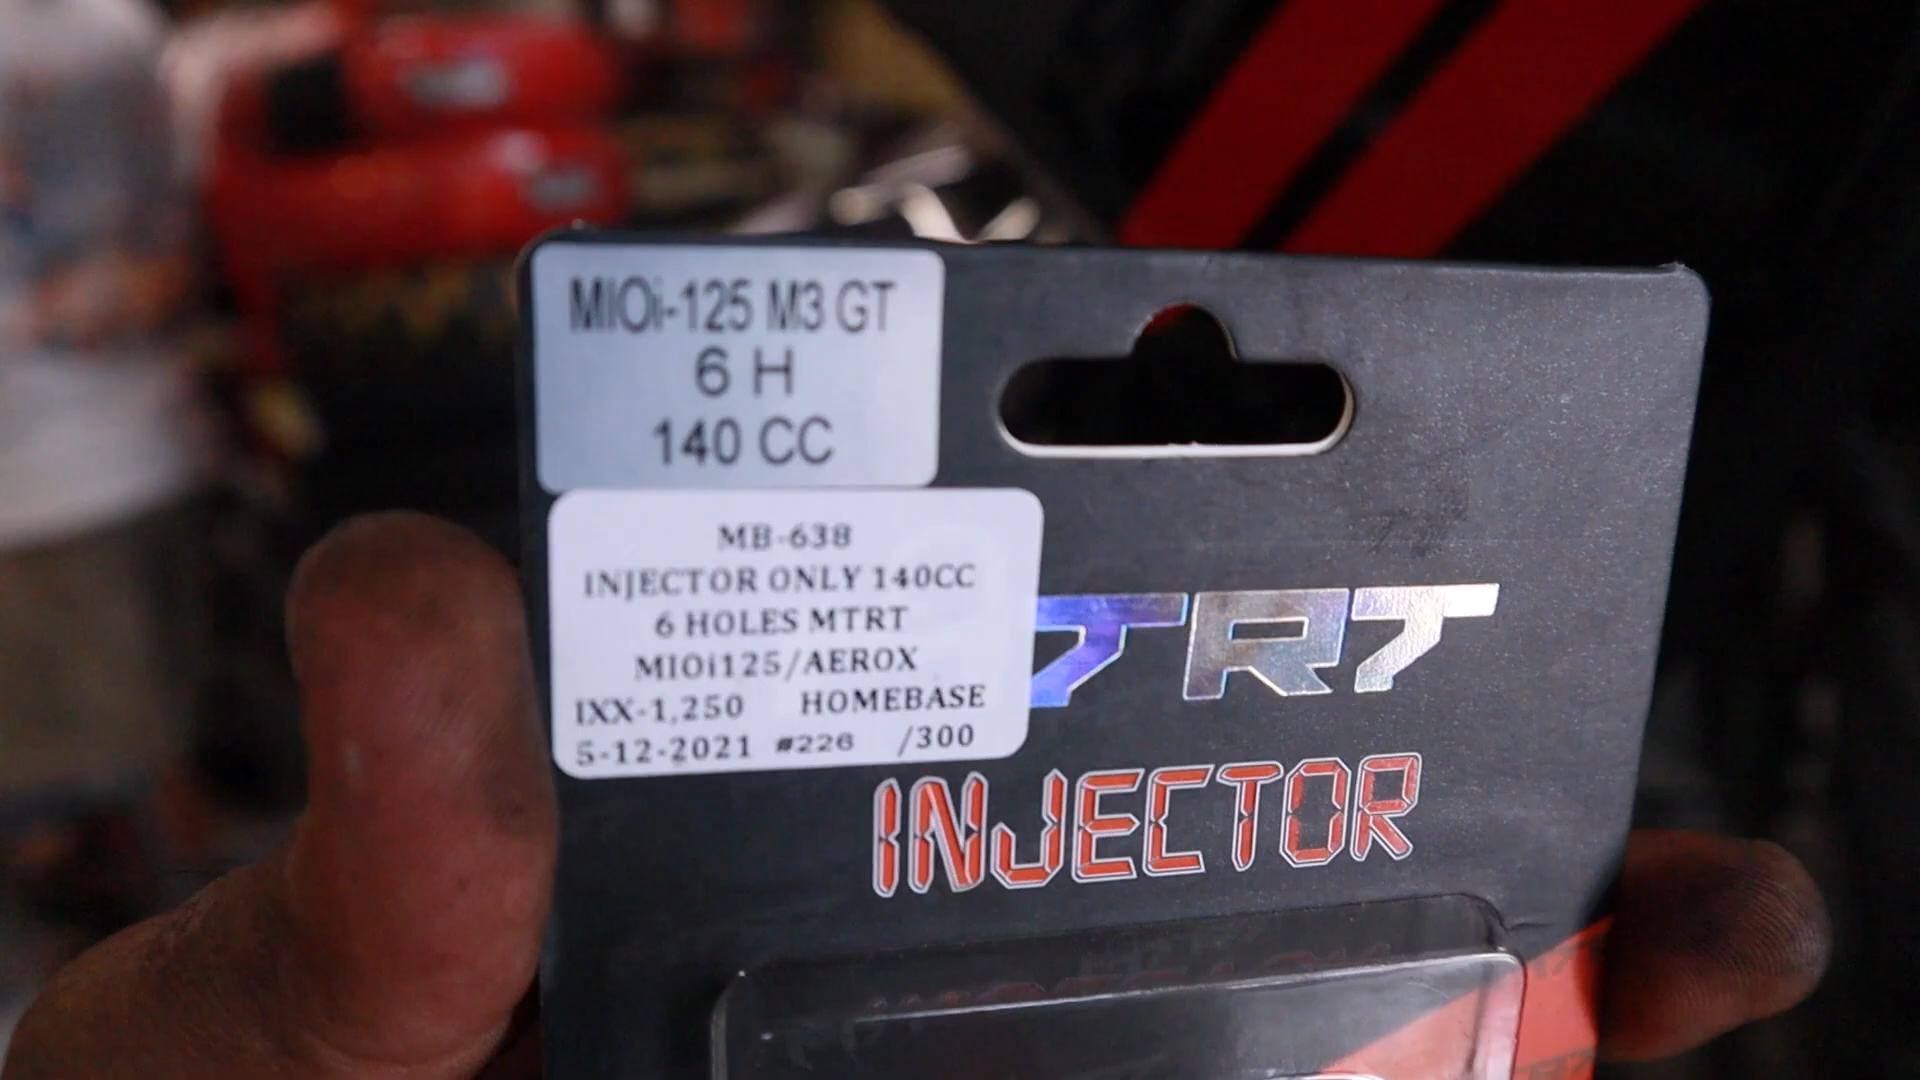 MIOi-125 M3 GT
6 H
140 CC
MB-638
INJECTOR ONLY 140CC
6 HOLES MTRT
MIOi125/AEROX
IXX-1,250 HOMEBASE
5-12-2021 #226 /300
TRT
INJECTOR